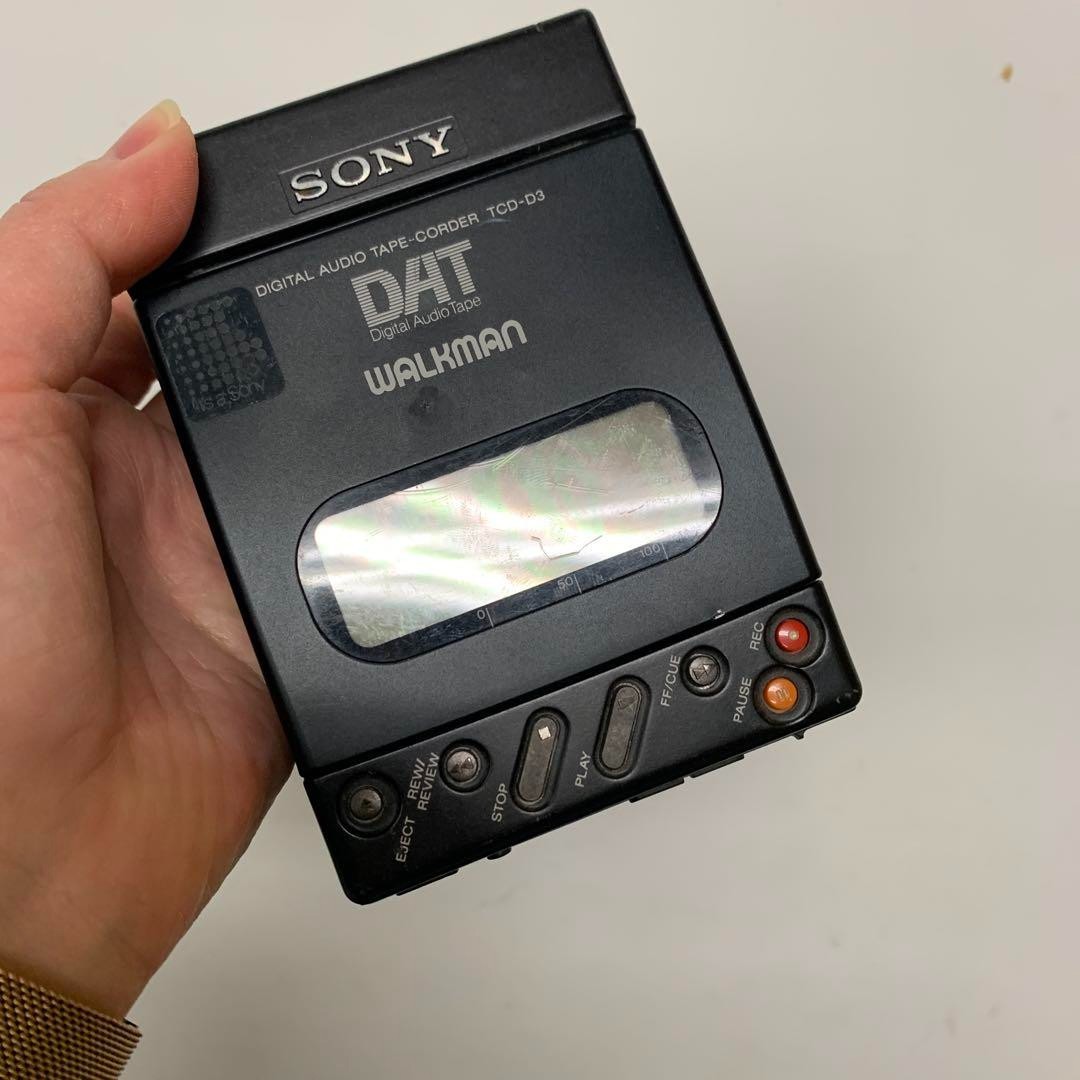 SONY
DIGITAL AUDIO TAPE-CORDER TCD-D3
DAT
Digital Audio Tape
WALKMAN
It's a Sony
0 50 100
EJECT
REW/
REVIEW
STOP
PLAY
FF/CUE
PAUSE
REC